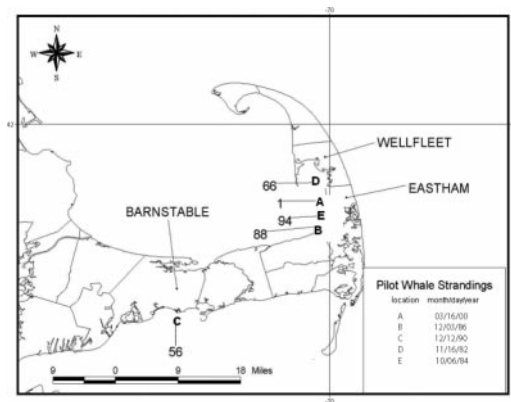 -70
N
W E
S
42
WELLFLEET
66 D
EASTHAM
1 A
BARNSTABLE
94 E
88 B
Pilot Whale Strandings
location month/day/year
A 03/16/00
B 12/03/86
C 12/12/90
D 11/16/82
E 10/06/84
C
56
9 0 9 18 Miles
-70